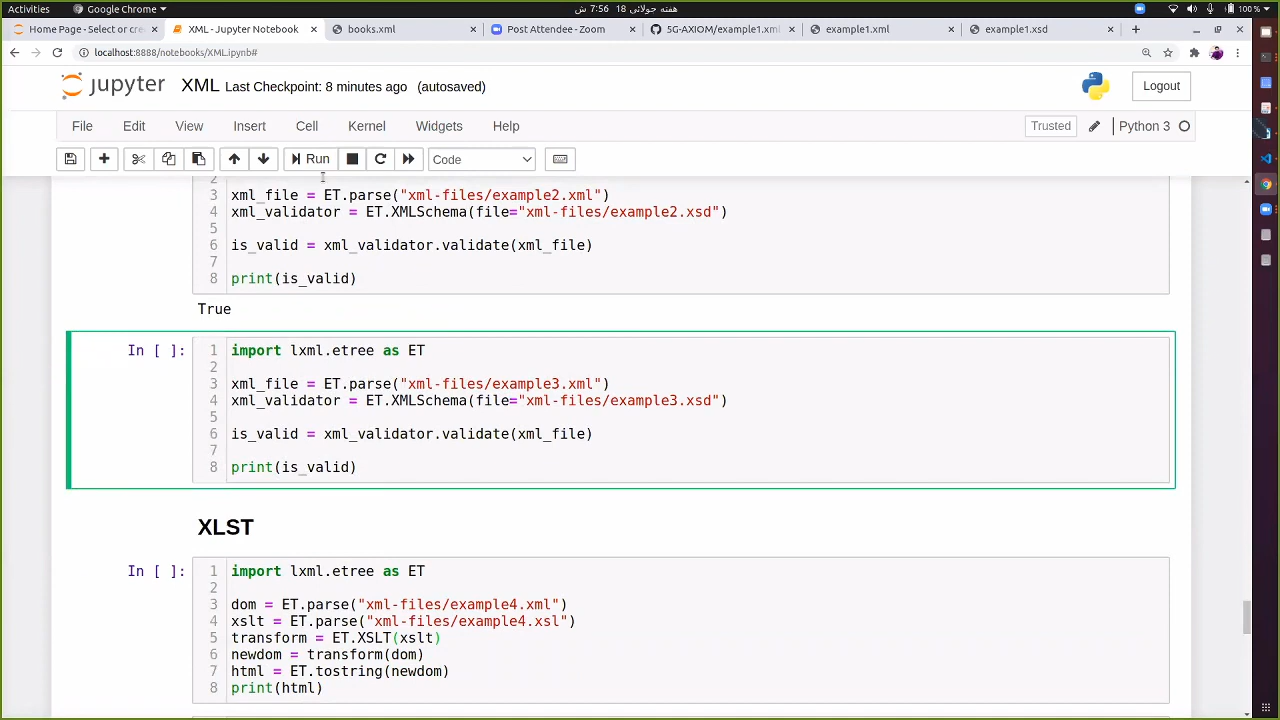 Activities
Google Chrome
هفته جولائی 18 7:56 ش
100 %
Home Page - Select or cre
XML - Jupyter Notebook
books.xml
Post Attendee - Zoom
5G-AXIOM/example1.xml
example1.xml
example1.xsd
localhost:8888/notebooks/XML.ipynb#
jupyter
XML Last Checkpoint: 8 minutes ago (autosaved)
Logout
File Edit View Insert Cell Kernel Widgets Help
Trusted
Python 3
Run
Code
2
3 xml_file = ET.parse("xml-files/example2.xml")
4 xml_validator = ET.XMLSchema(file="xml-files/example2.xsd")
5
6 is_valid = xml_validator.validate(xml_file)
7
8 print(is_valid)
True
In [ ]:
1 import lxml.etree as ET
2
3 xml_file = ET.parse("xml-files/example3.xml")
4 xml_validator = ET.XMLSchema(file="xml-files/example3.xsd")
5
6 is_valid = xml_validator.validate(xml_file)
7
8 print(is_valid)
XLST
In [ ]:
1 import lxml.etree as ET
2
3 dom = ET.parse("xml-files/example4.xml")
4 xslt = ET.parse("xml-files/example4.xsl")
5 transform = ET.XSLT(xslt)
6 newdom = transform(dom)
7 html = ET.tostring(newdom)
8 print(html)